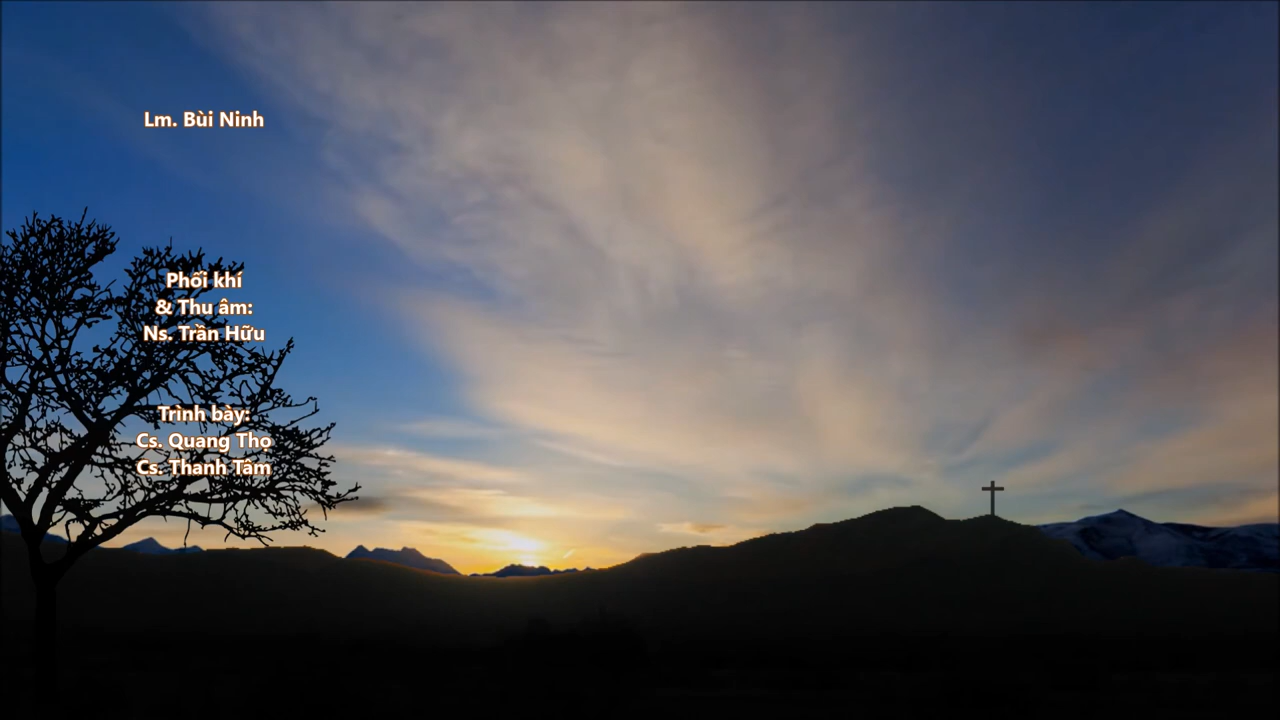 Lm. Bùi Ninh
Phối khí
& Thu âm:
Ns. Trần Hữu
Trình bày:
Cs. Quang Thọ
Cs. Thanh Tâm